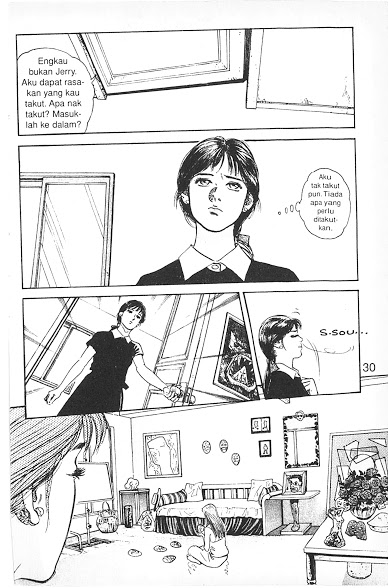 Engkau
bukan Jerry.
Aku dapat rasa-
kan yang kau
takut. Apa nak
takut? Masuk-
lah ke dalam?
Aku
tak takut
pun. Tiada
apa yang
perlu
ditakut-
kan.
S-SOU...
30